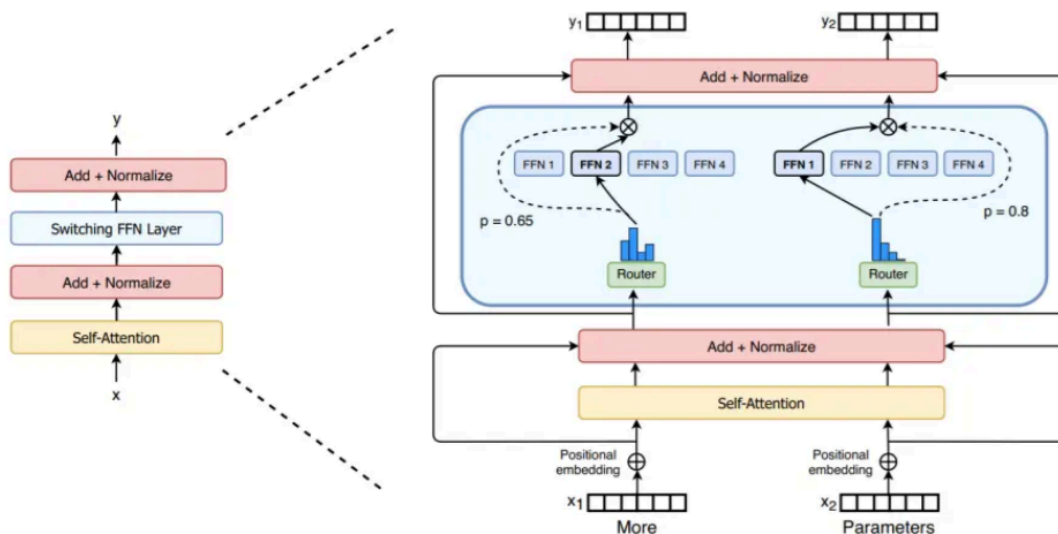 y
Add + Normalize
Switching FFN Layer
Add + Normalize
Self-Attention
x
y1 y2
Add + Normalize
FFN 1 FFN 2 FFN 3 FFN 4 FFN 1 FFN 2 FFN 3 FFN 4
p = 0.65 p = 0.8
Router Router
Add + Normalize
Self-Attention
Positional embedding Positional embedding
x1 x2
More Parameters